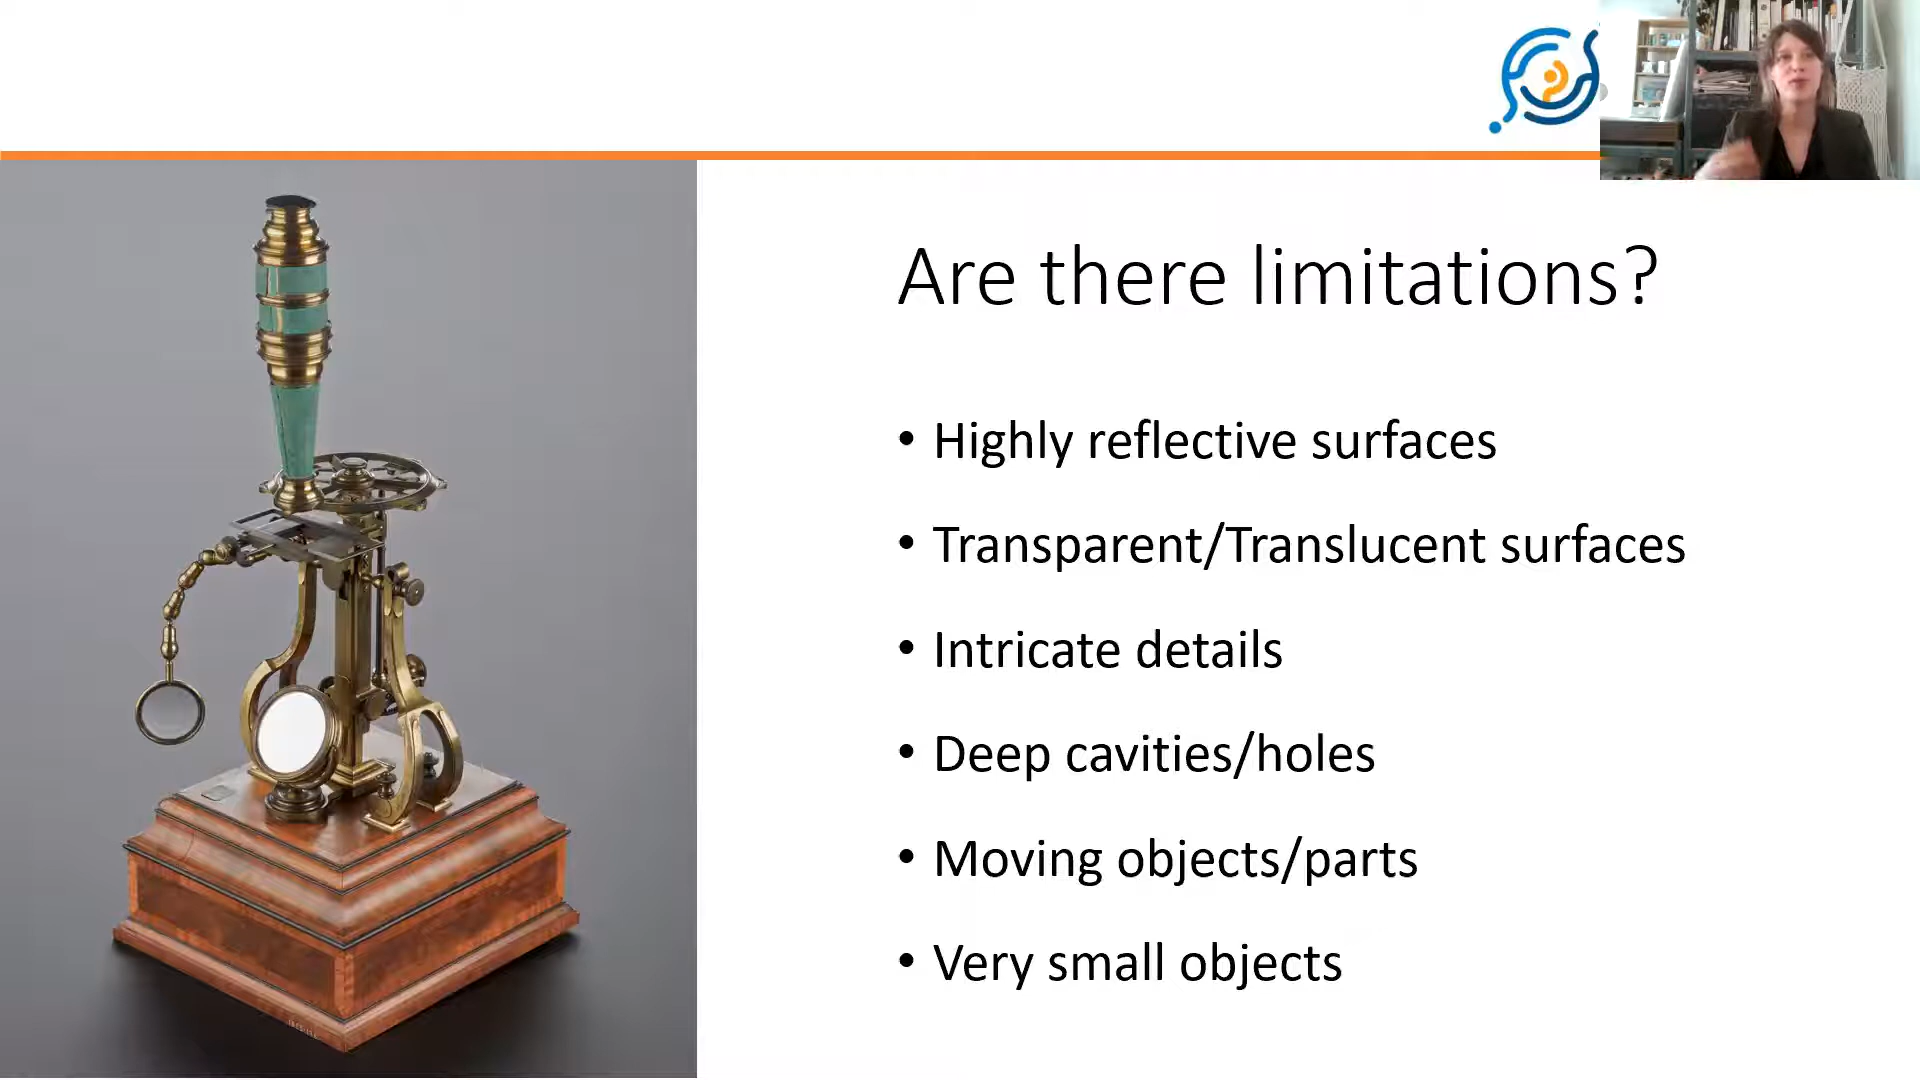 Are there limitations?
• Highly reflective surfaces
• Transparent/Translucent surfaces
• Intricate details
• Deep cavities/holes
• Moving objects/parts
• Very small objects